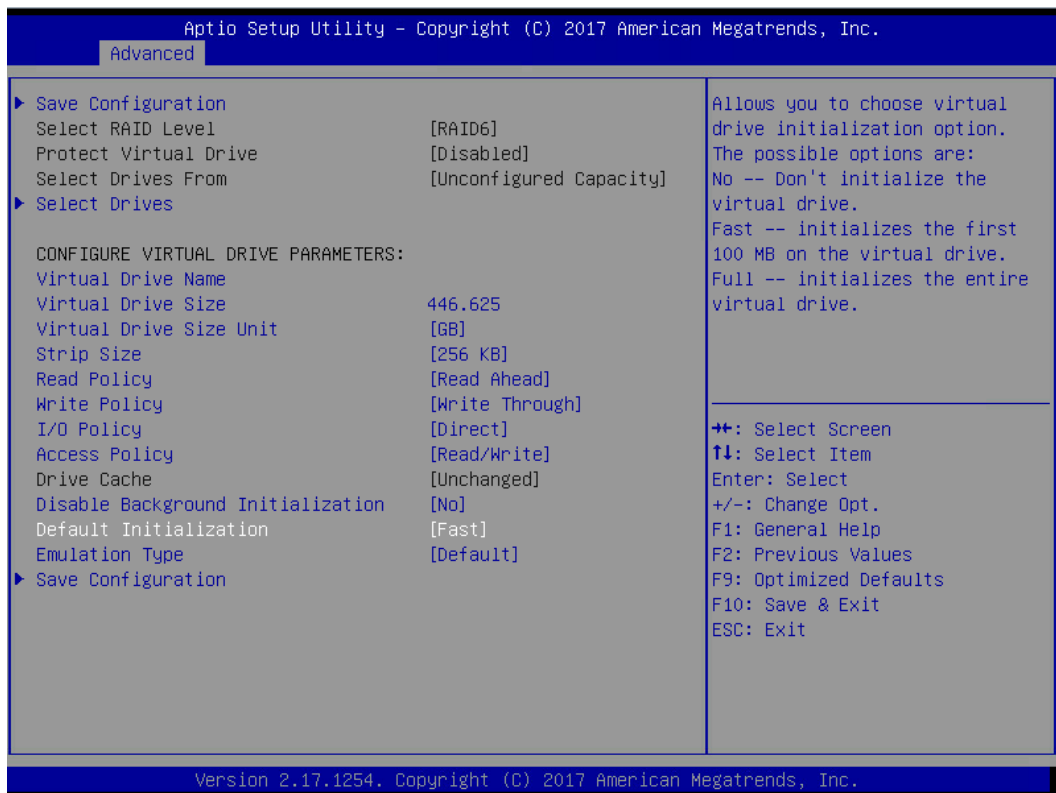 Aptio Setup Utility – Copyright (C) 2017 American Megatrends, Inc.
Advanced
Save Configuration
Select RAID Level [RAID6]
Protect Virtual Drive [Disabled]
Select Drives From [Unconfigured Capacity]
Select Drives
CONFIGURE VIRTUAL DRIVE PARAMETERS:
Virtual Drive Name
Virtual Drive Size 446.625
Virtual Drive Size Unit [GB]
Strip Size [256 KB]
Read Policy [Read Ahead]
Write Policy [Write Through]
I/O Policy [Direct]
Access Policy [Read/Write]
Drive Cache [Unchanged]
Disable Background Initialization [No]
Default Initialization [Fast]
Emulation Type [Default]
Save Configuration
Allows you to choose virtual
drive initialization option.
The possible options are:
No -- Don't initialize the
virtual drive.
Fast -- initializes the first
100 MB on the virtual drive.
Full -- initializes the entire
virtual drive.
→←: Select Screen
↑↓: Select Item
Enter: Select
+/-: Change Opt.
F1: General Help
F2: Previous Values
F9: Optimized Defaults
F10: Save & Exit
ESC: Exit
Version 2.17.1254. Copyright (C) 2017 American Megatrends, Inc.